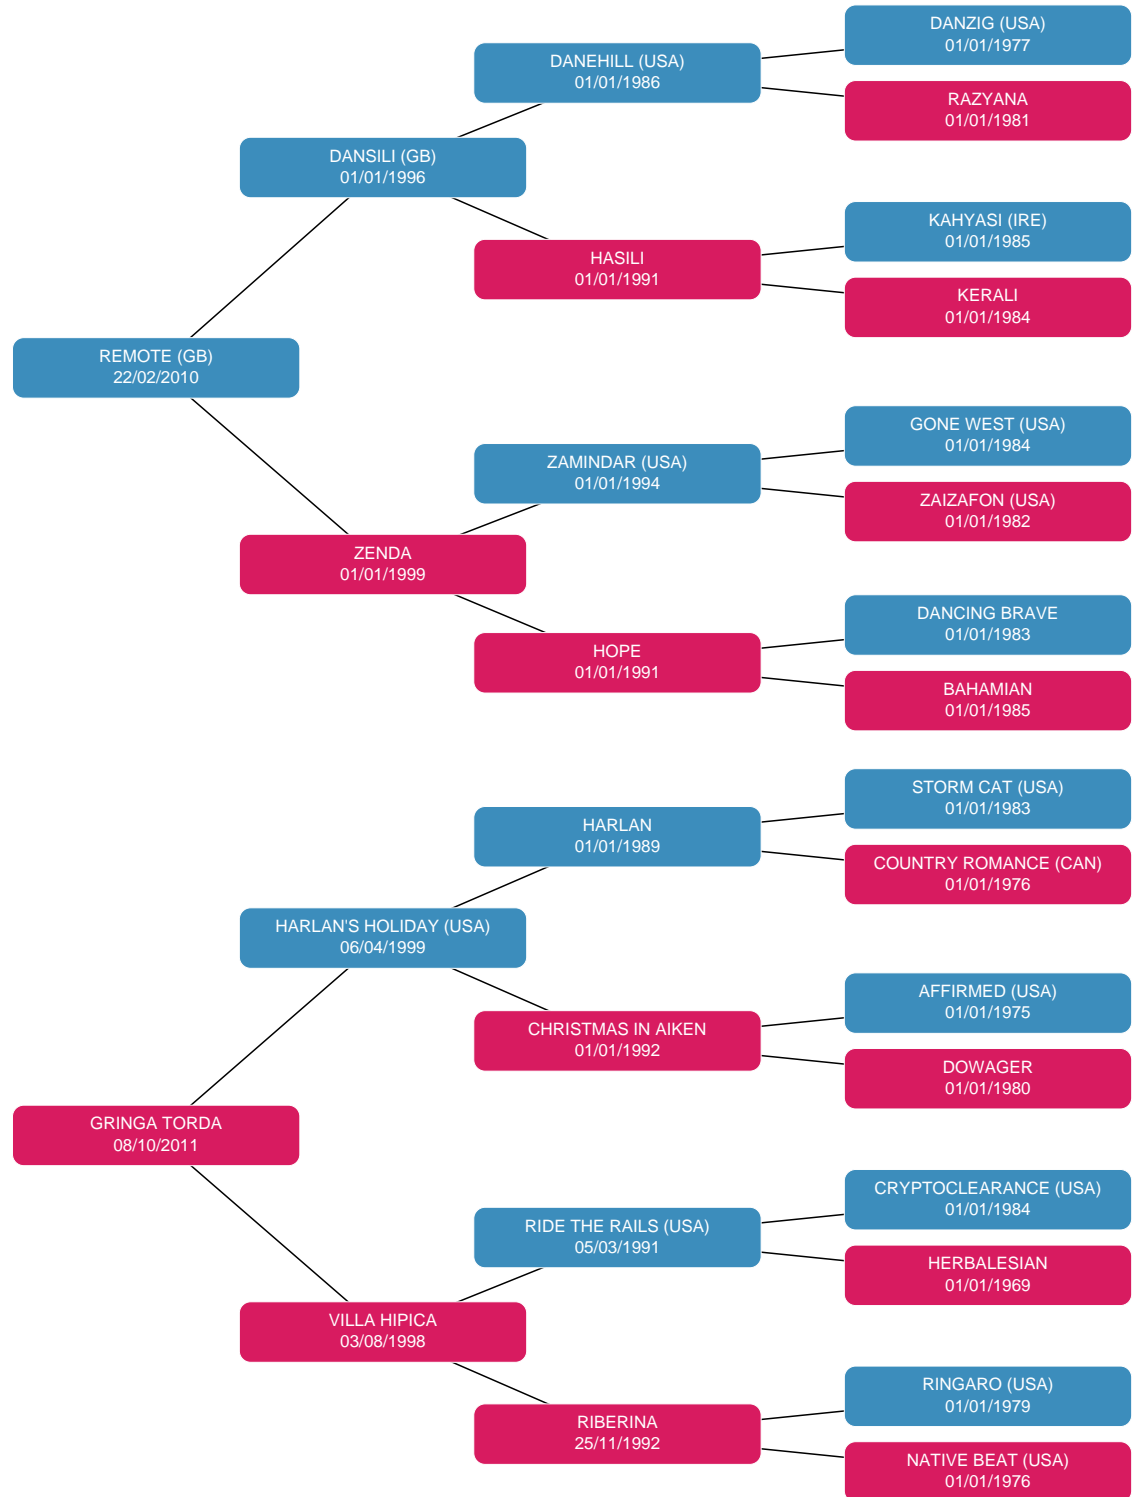 DANZIG (USA)
01/01/1977
DANEHILL (USA)
01/01/1986
RAZYANA
01/01/1981
DANSILI (GB)
01/01/1996
KAHYASI (IRE)
01/01/1985
HASILI
01/01/1991
KERALI
01/01/1984
REMOTE (GB)
22/02/2010
GONE WEST (USA)
01/01/1984
ZAMINDAR (USA)
01/01/1994
ZAIZAFON (USA)
01/01/1982
ZENDA
01/01/1999
DANCING BRAVE
01/01/1983
HOPE
01/01/1991
BAHAMIAN
01/01/1985
STORM CAT (USA)
01/01/1983
HARLAN
01/01/1989
COUNTRY ROMANCE (CAN)
01/01/1976
HARLAN'S HOLIDAY (USA)
06/04/1999
AFFIRMED (USA)
01/01/1975
CHRISTMAS IN AIKEN
01/01/1992
DOWAGER
01/01/1980
GRINGA TORDA
08/10/2011
CRYPTOCLEARANCE (USA)
01/01/1984
RIDE THE RAILS (USA)
05/03/1991
HERBALESIAN
01/01/1969
VILLA HIPICA
03/08/1998
RINGARO (USA)
01/01/1979
RIBERINA
25/11/1992
NATIVE BEAT (USA)
01/01/1976